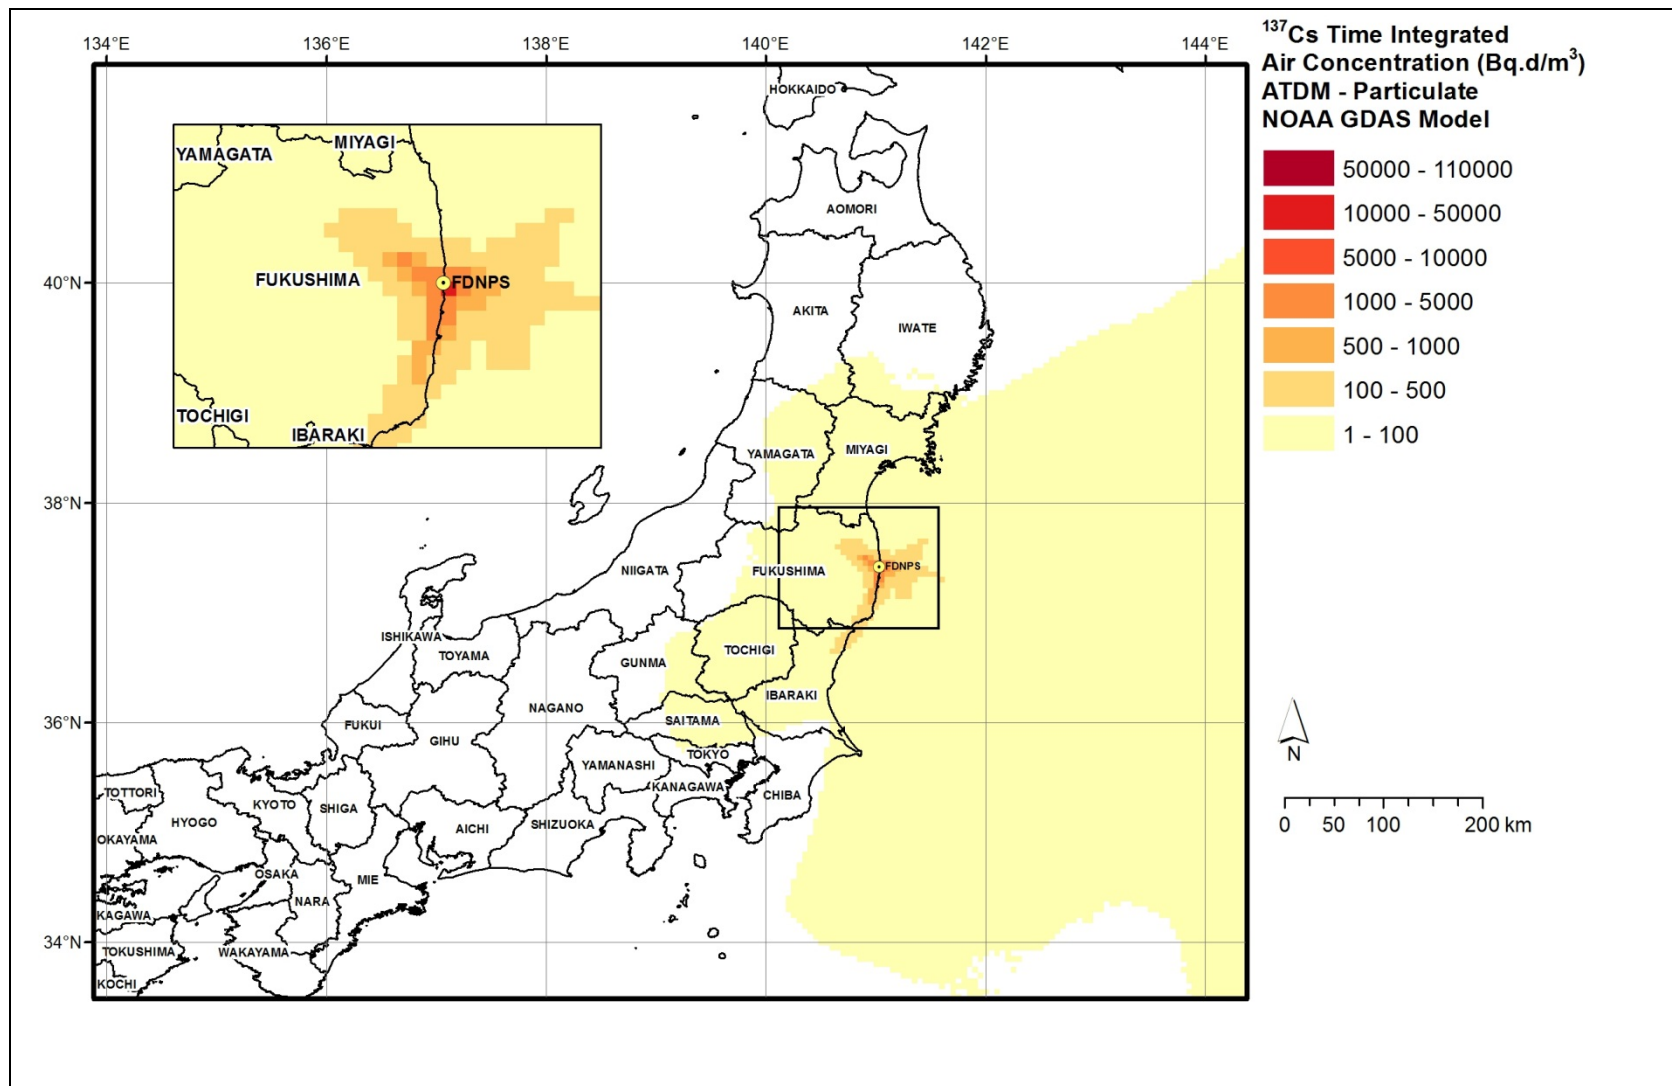 134°E 136°E 138°E 140°E 142°E 144°E
¹³⁷Cs Time Integrated
Air Concentration (Bq.d/m³)
ATDM - Particulate
NOAA GDAS Model
50000 - 110000
10000 - 50000
5000 - 10000
1000 - 5000
500 - 1000
100 - 500
1 - 100
N
0 50 100 200 km
40°N
38°N
36°N
34°N
YAMAGATA
MIYAGI
FUKUSHIMA
FDNPS
TOCHIGI
IBARAKI
HOKKAIDO
AOMORI
AKITA
IWATE
YAMAGATA
MIYAGI
NIIGATA
FUKUSHIMA
FDNPS
ISHIKAWA
TOYAMA
GUNMA
TOCHIGI
IBARAKI
NAGANO
FUKUI
GIHU
SAITAMA
TOKYO
YAMANASHI
KANAGAWA
CHIBA
TOTTORI
HYOGO
KYOTO
SHIGA
AICHI
SHIZUOKA
OKAYAMA
OSAKA
MIE
NARA
KAGAWA
TOKUSHIMA
WAKAYAMA
KOCHI